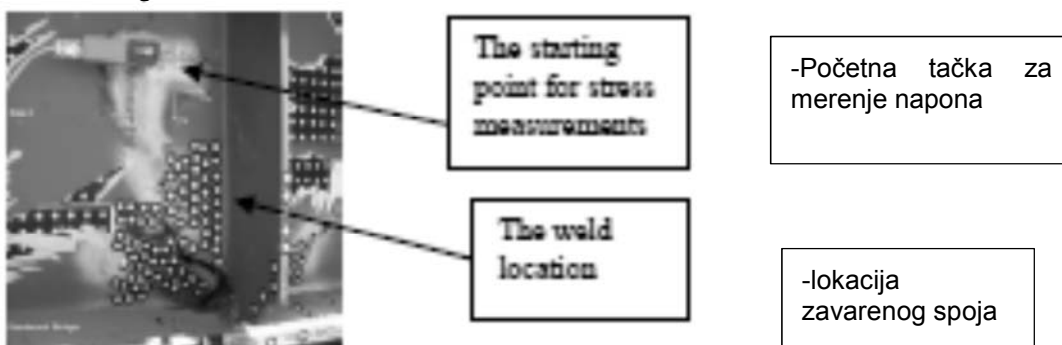 The starting
point for stress
measurements
-Početna tačka za
merenje napona
The weld
location
-lokacija
zavarenog spoja